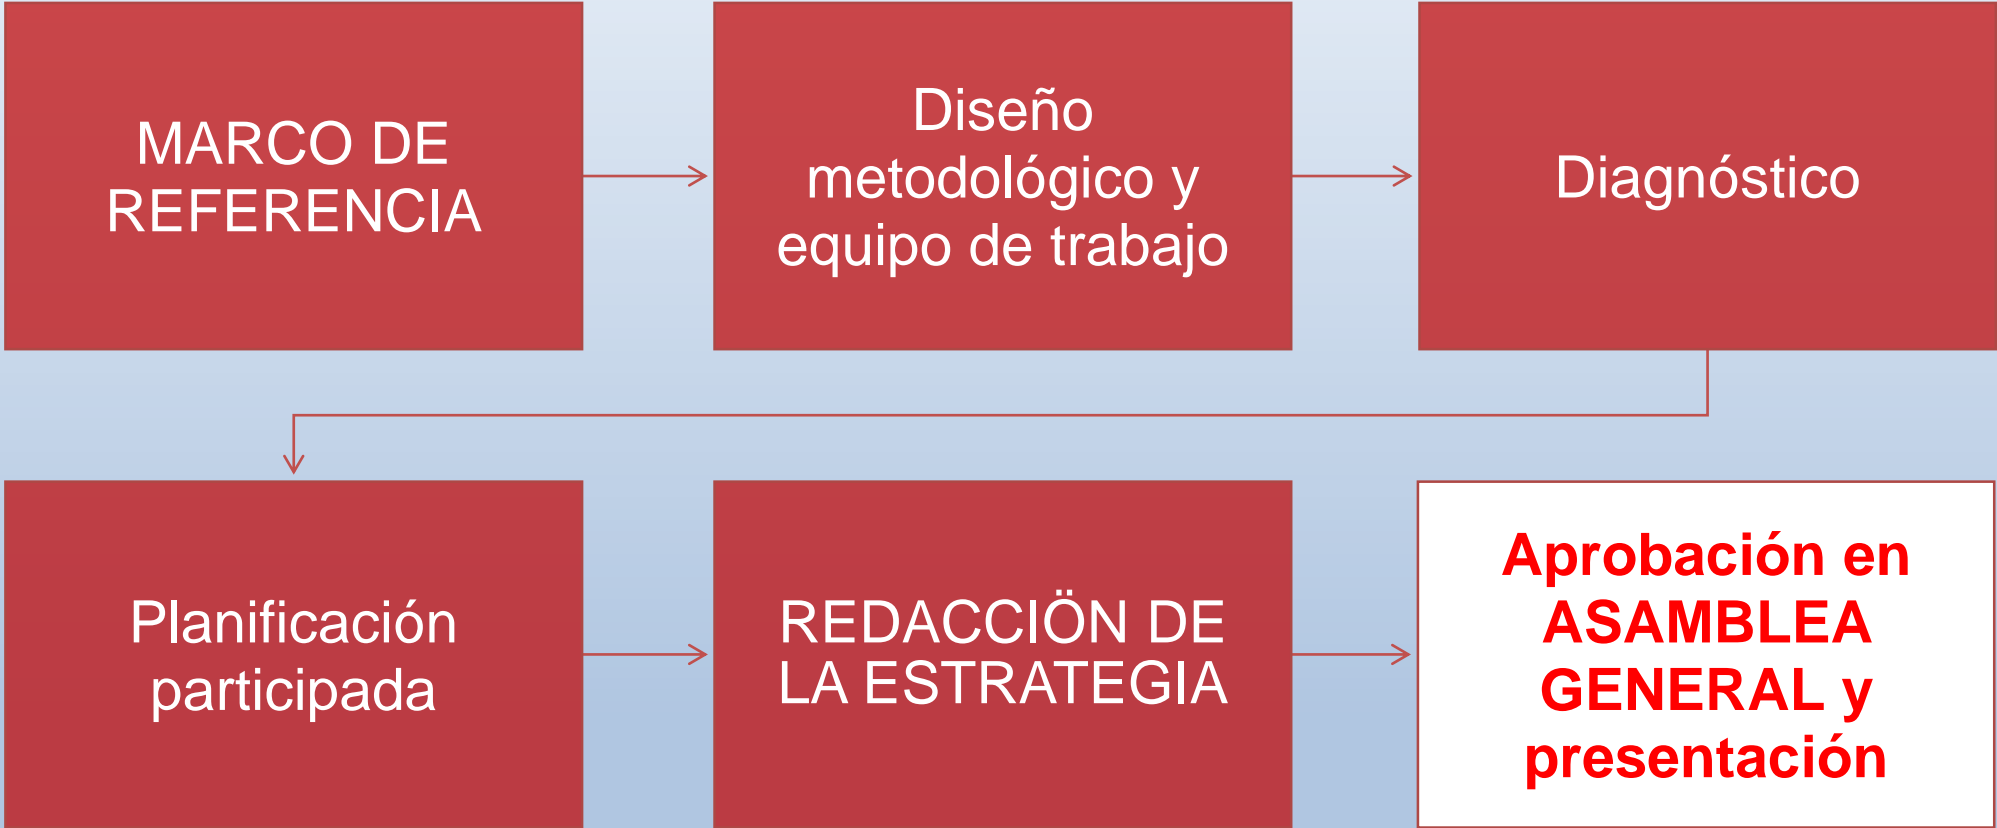 MARCO DE
REFERENCIA
Diseño
metodológico y
equipo de trabajo
Diagnóstico
Planificación
participada
REDACCIÖN DE
LA ESTRATEGIA
Aprobación en
ASAMBLEA
GENERAL y
presentación